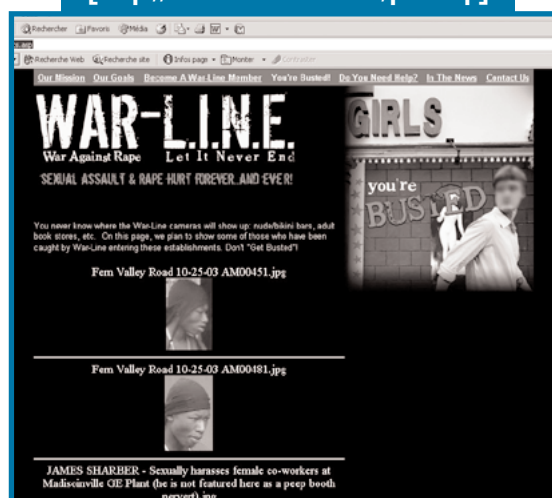 Rechercher Favoris Média
Recherche Web Recherche site Infos page Monter Surligner
Our Mission Our Goals Become A War-Line Member You're Busted! Do You Need Help? In The News Contact Us
WAR-L.I.N.E.
War Against Rape Let It Never End
SEXUAL ASSAULT & RAPE HURT FOREVER...AND EVER!
GIRLS
you're
BUSTED
You never know where the War-Line cameras will show up: nude/bikini bars, adult
book stores, etc. On this page, we plan to show some of those who have been
caught by War-Line entering these establishments. Don't "Get Busted"!
Fern Valley Road 10-25-03 AM00451.jpg
Fern Valley Road 10-25-03 AM00481.jpg
JAMES SHARBER - Sexually harasses female co-workers at
Madisonville GE Plant (he is not featured here as a peep booth
pervert).jpg